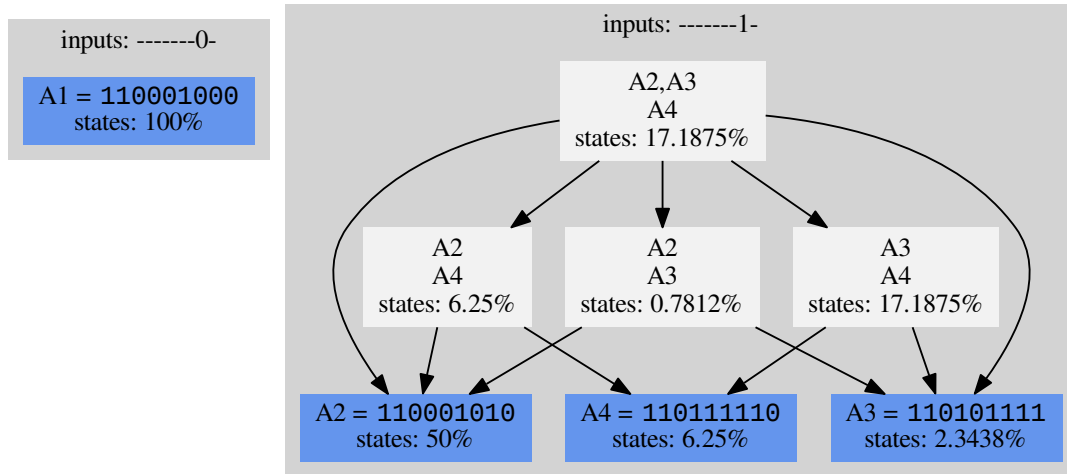 inputs: -------0-
A1 = 110001000
states: 100%
inputs: -------1-
A2,A3
A4
states: 17.1875%
A2
A4
states: 6.25%
A2
A3
states: 0.7812%
A3
A4
states: 17.1875%
A2 = 110001010
states: 50%
A4 = 110111110
states: 6.25%
A3 = 110101111
states: 2.3438%